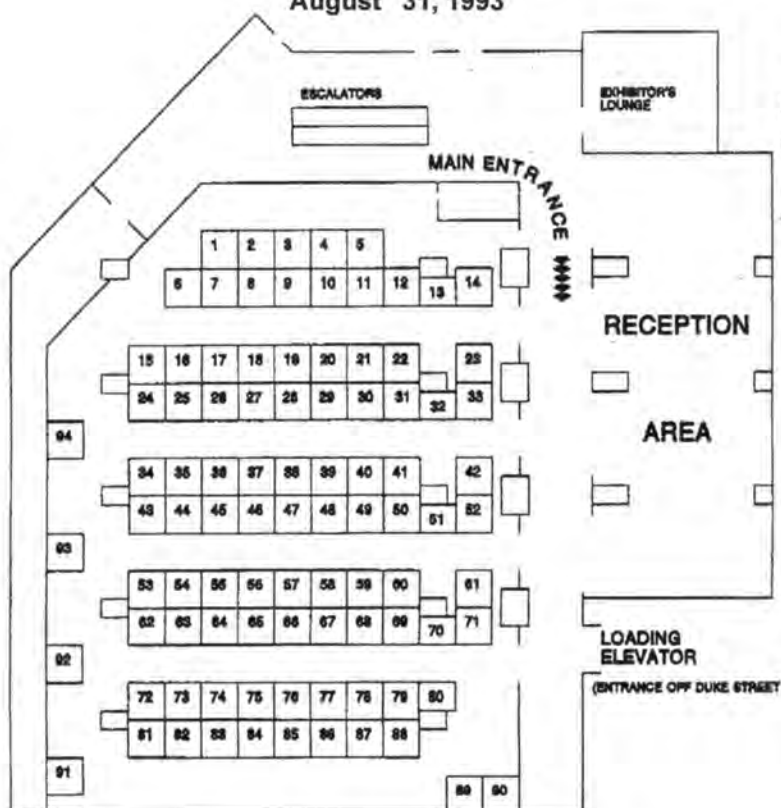 August 31, 1993
ESCALATORS
EXHIBITOR'S
LOUNGE
MAIN ENTRANCE
1 2 3 4 5
6 7 8 9 10 11 12 13 14
RECEPTION
15 16 17 18 19 20 21 22 23
24 25 26 27 28 29 30 31 32 33
AREA
94
34 35 36 37 38 39 40 41 42
43 44 45 46 47 48 49 50 51 52
93
53 54 55 56 57 58 59 60 61
62 63 64 65 66 67 68 69 70 71
LOADING
ELEVATOR
92
(ENTRANCE OFF DUKE STREET
72 73 74 75 76 77 78 79 80
81 82 83 84 85 86 87 88
91
89 90